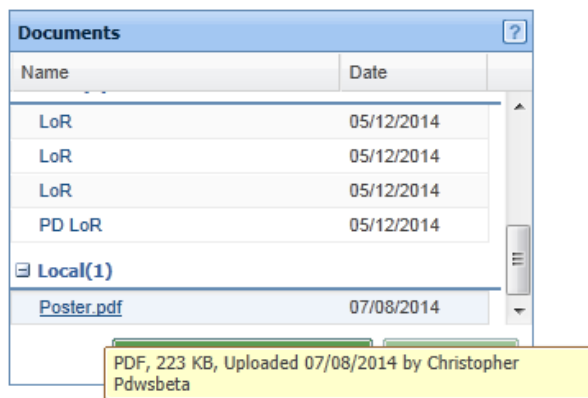 Documents ?
Name Date
LoR 05/12/2014
LoR 05/12/2014
LoR 05/12/2014
PD LoR 05/12/2014
Local(1)
Poster.pdf 07/08/2014
PDF, 223 KB, Uploaded 07/08/2014 by Christopher
Pdwsbeta